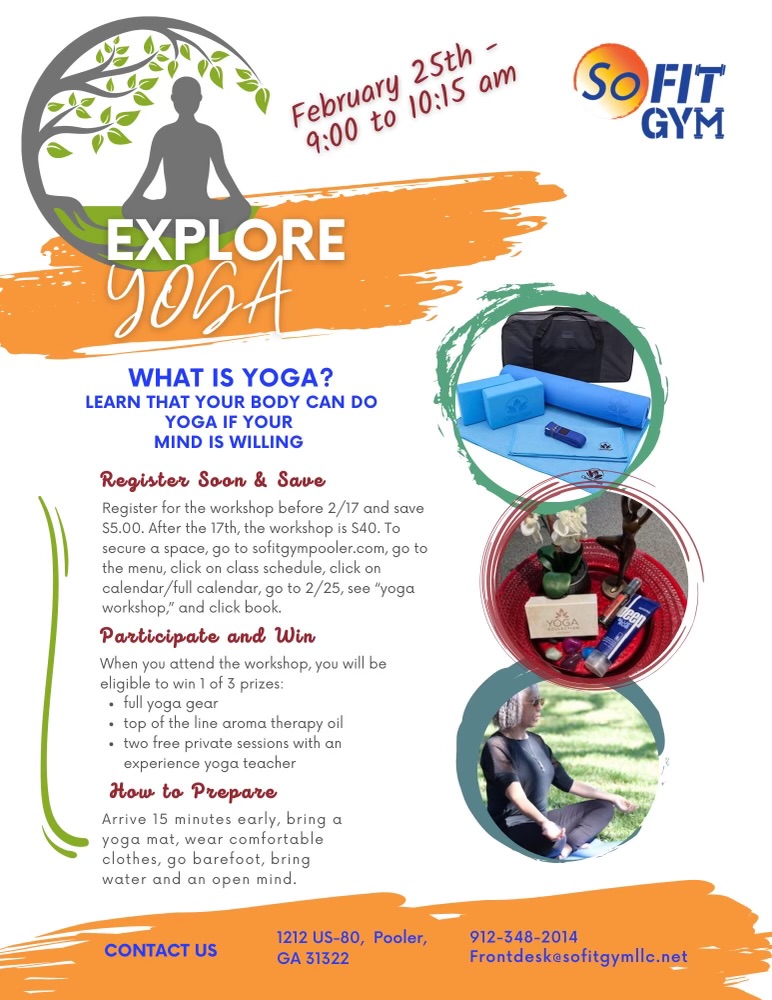 February 25th -
9:00 to 10:15 am
SoFIT
GYM
EXPLORE
YOGA
WHAT IS YOGA?
LEARN THAT YOUR BODY CAN DO
YOGA IF YOUR
MIND IS WILLING
Register Soon & Save
Register for the workshop before 2/17 and save
$5.00. After the 17th, the workshop is $40. To
secure a space, go to sofitgympooler.com, go to
the menu, click on class schedule, click on
calendar/full calendar, go to 2/25, see “yoga
workshop,” and click book.
Participate and Win
When you attend the workshop, you will be
eligible to win 1 of 3 prizes:
• full yoga gear
• top of the line aroma therapy oil
• two free private sessions with an
experience yoga teacher
How to Prepare
Arrive 15 minutes early, bring a
yoga mat, wear comfortable
clothes, go barefoot, bring
water and an open mind.
YOGA
COLLECTION
DEEP
BLUE
CONTACT US
1212 US-80, Pooler,
GA 31322
912-348-2014
Frontdesk@sofitgymllc.net